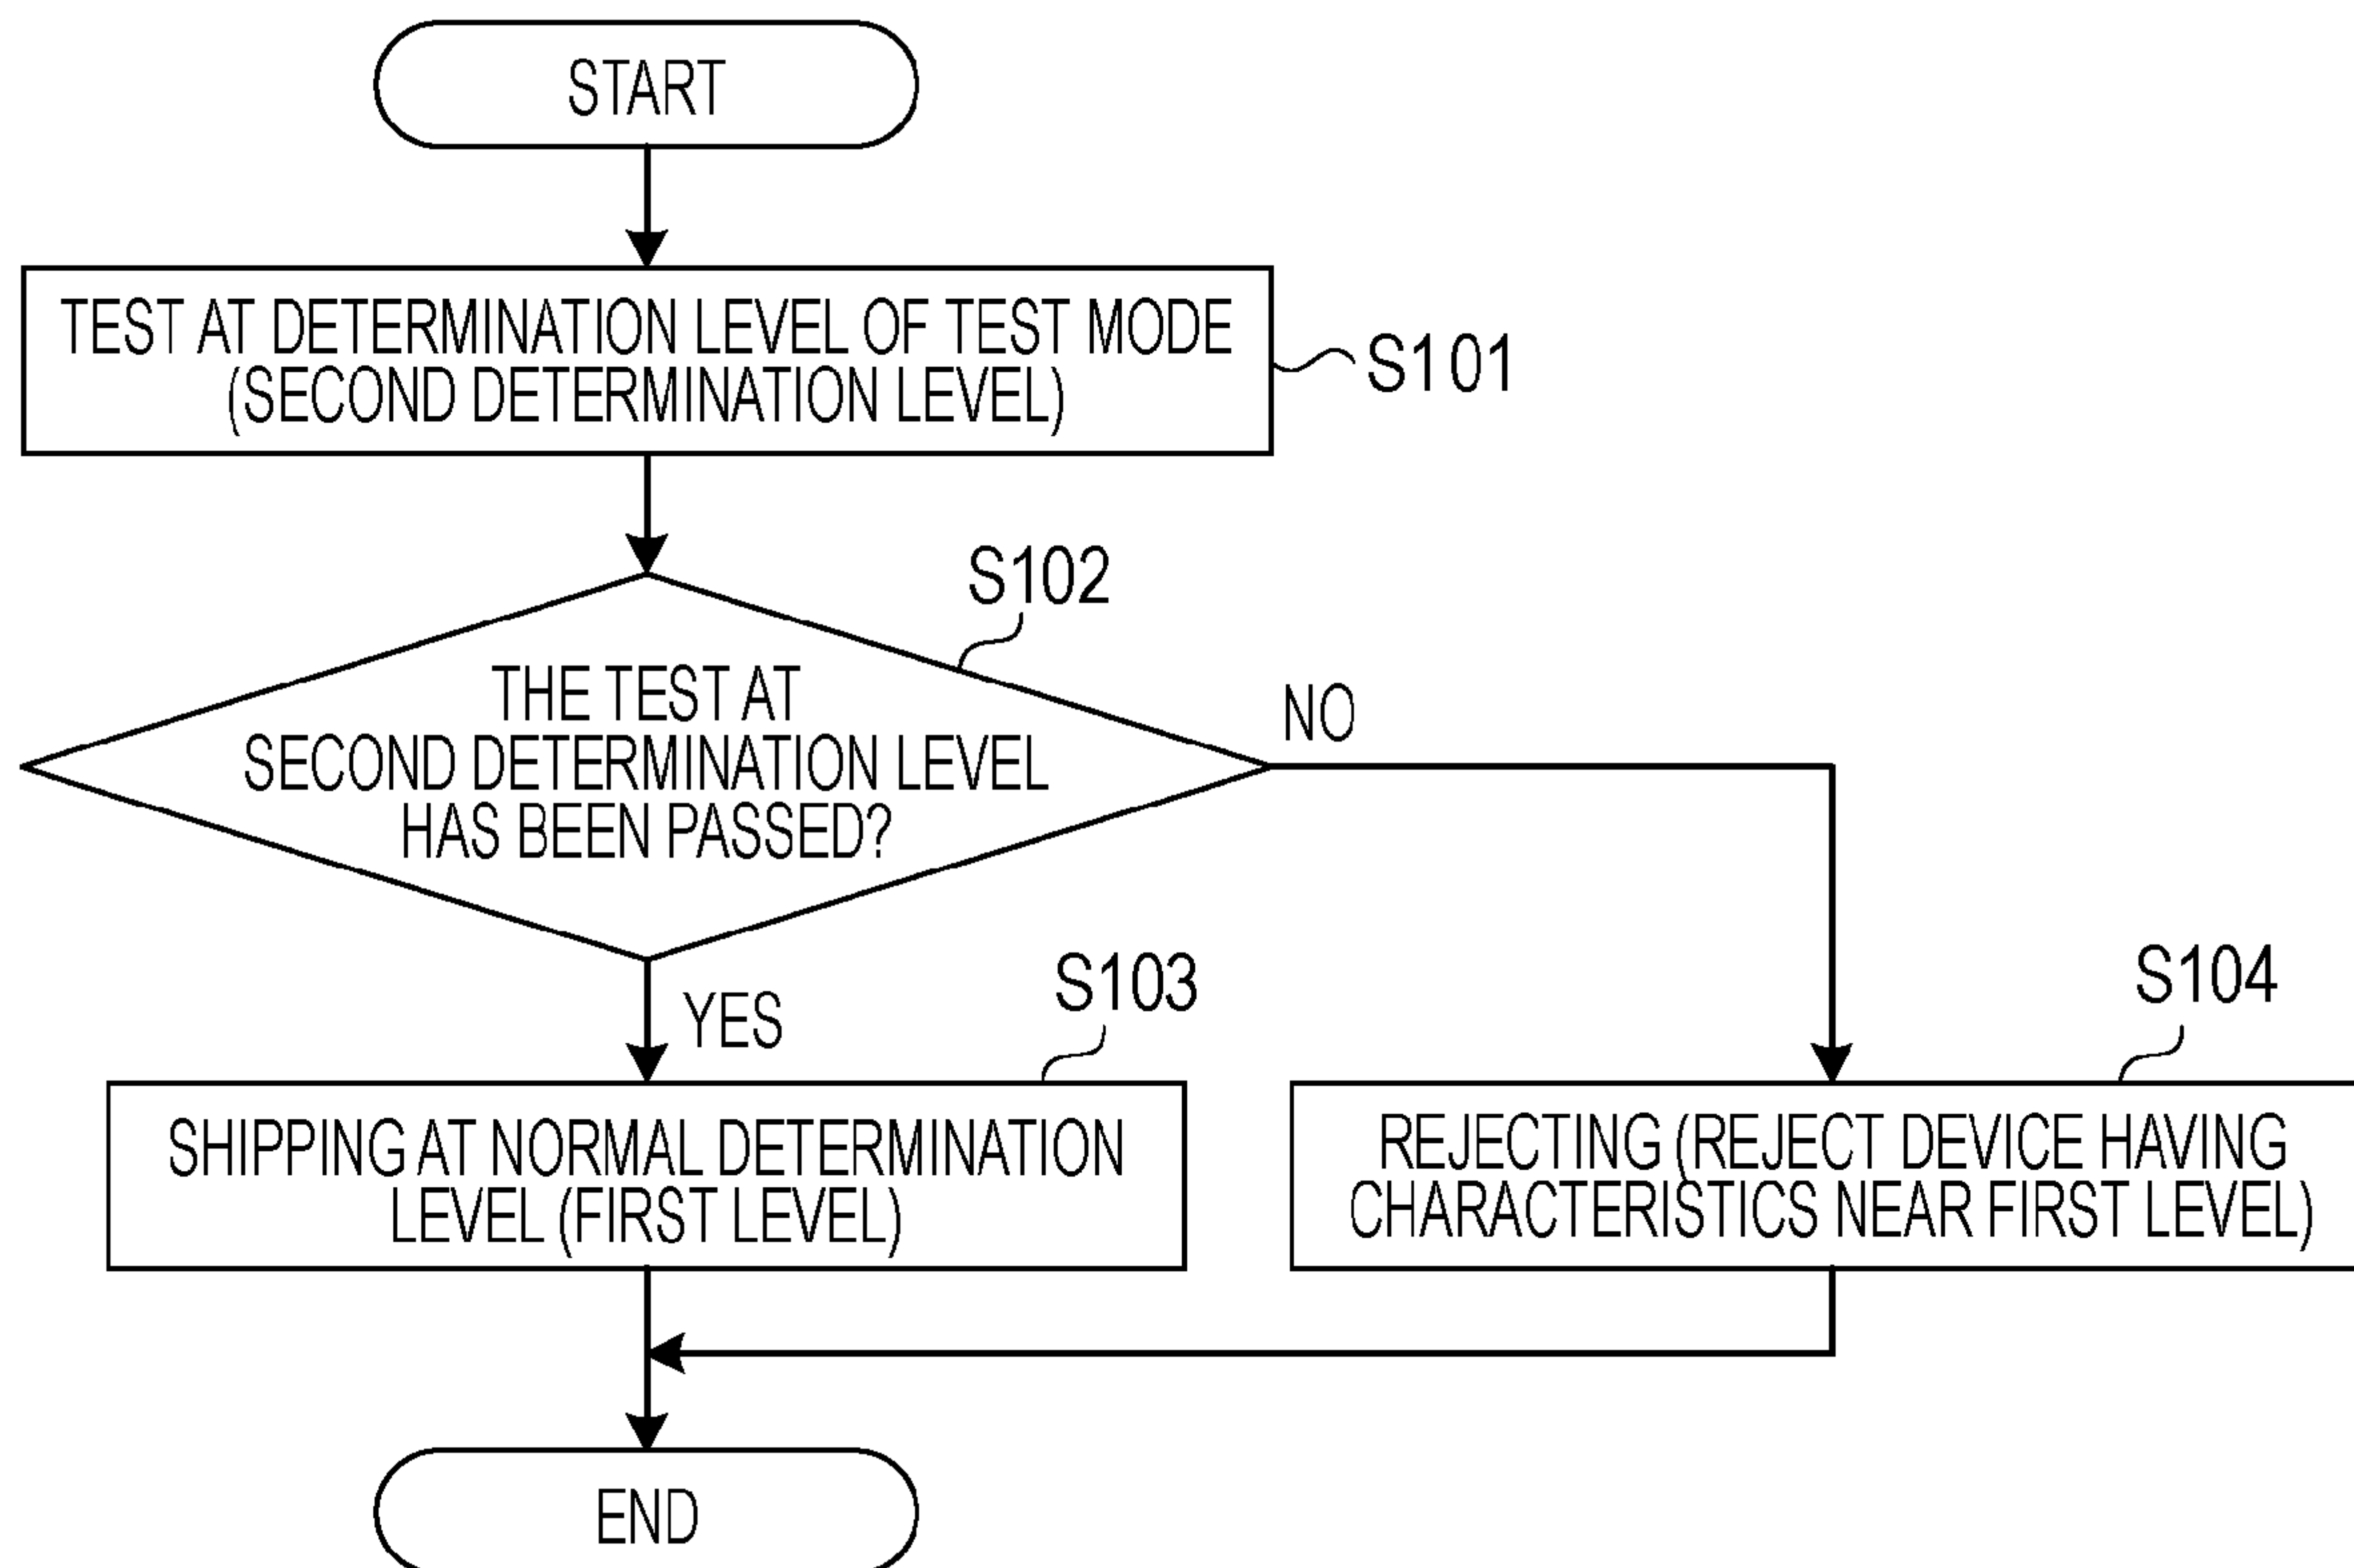 START
TEST AT DETERMINATION LEVEL OF TEST MODE
(SECOND DETERMINATION LEVEL)
S101
S102
THE TEST AT
SECOND DETERMINATION LEVEL
HAS BEEN PASSED?
NO
YES
S103
SHIPPING AT NORMAL DETERMINATION
LEVEL (FIRST LEVEL)
S104
REJECTING (REJECT DEVICE HAVING
CHARACTERISTICS NEAR FIRST LEVEL)
END